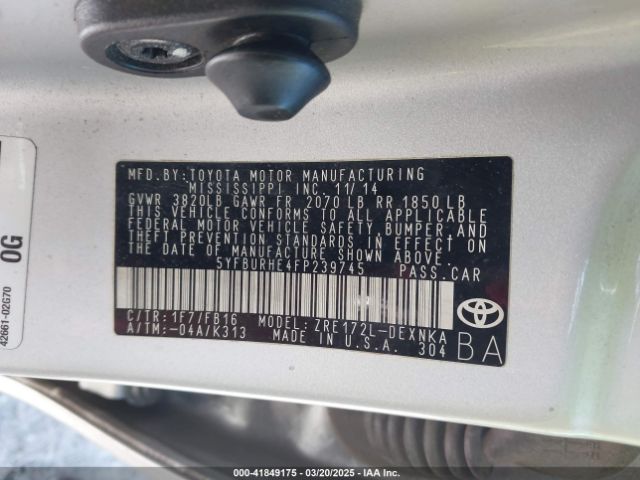 MFD.BY:TOYOTA MOTOR MANUFACTURING
MISSISSIPPI INC. 11/14
GVWR 3820LB GAWR FR 2070 LB RR 1850 LB
THIS VEHICLE CONFORMS TO ALL APPLICABLE
FEDERAL MOTOR VEHICLE SAFETY, BUMPER, AND
THEFT PREVENTION STANDARDS IN EFFECT ON
THE DATE OF MANUFACTURE SHOWN ABOVE.
5YFBURHE4FP239745 PASS.CAR
C/TR:1F7/FB16 MODEL: ZRE172L-DEXNKA
A/TM:-04A/K313 MADE IN U.S.A. 304
BA
42661-02G70
OG
000-41849175 — 03/20/2025 — IAA Inc.